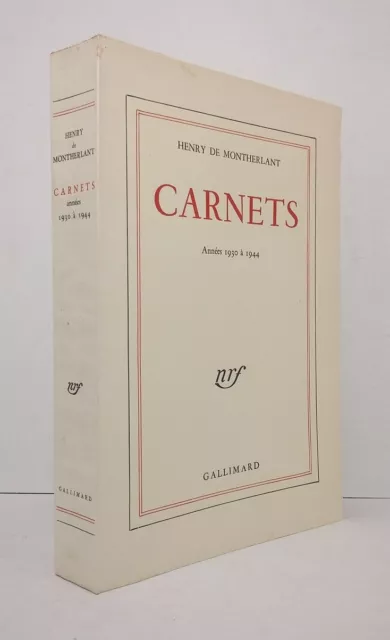 HENRY
de
MONTHERLANT
CARNETS
années
1930 à 1944
nrf
GALLIMARD
HENRY DE MONTHERLANT
CARNETS
Années 1930 à 1944
nrf
GALLIMARD